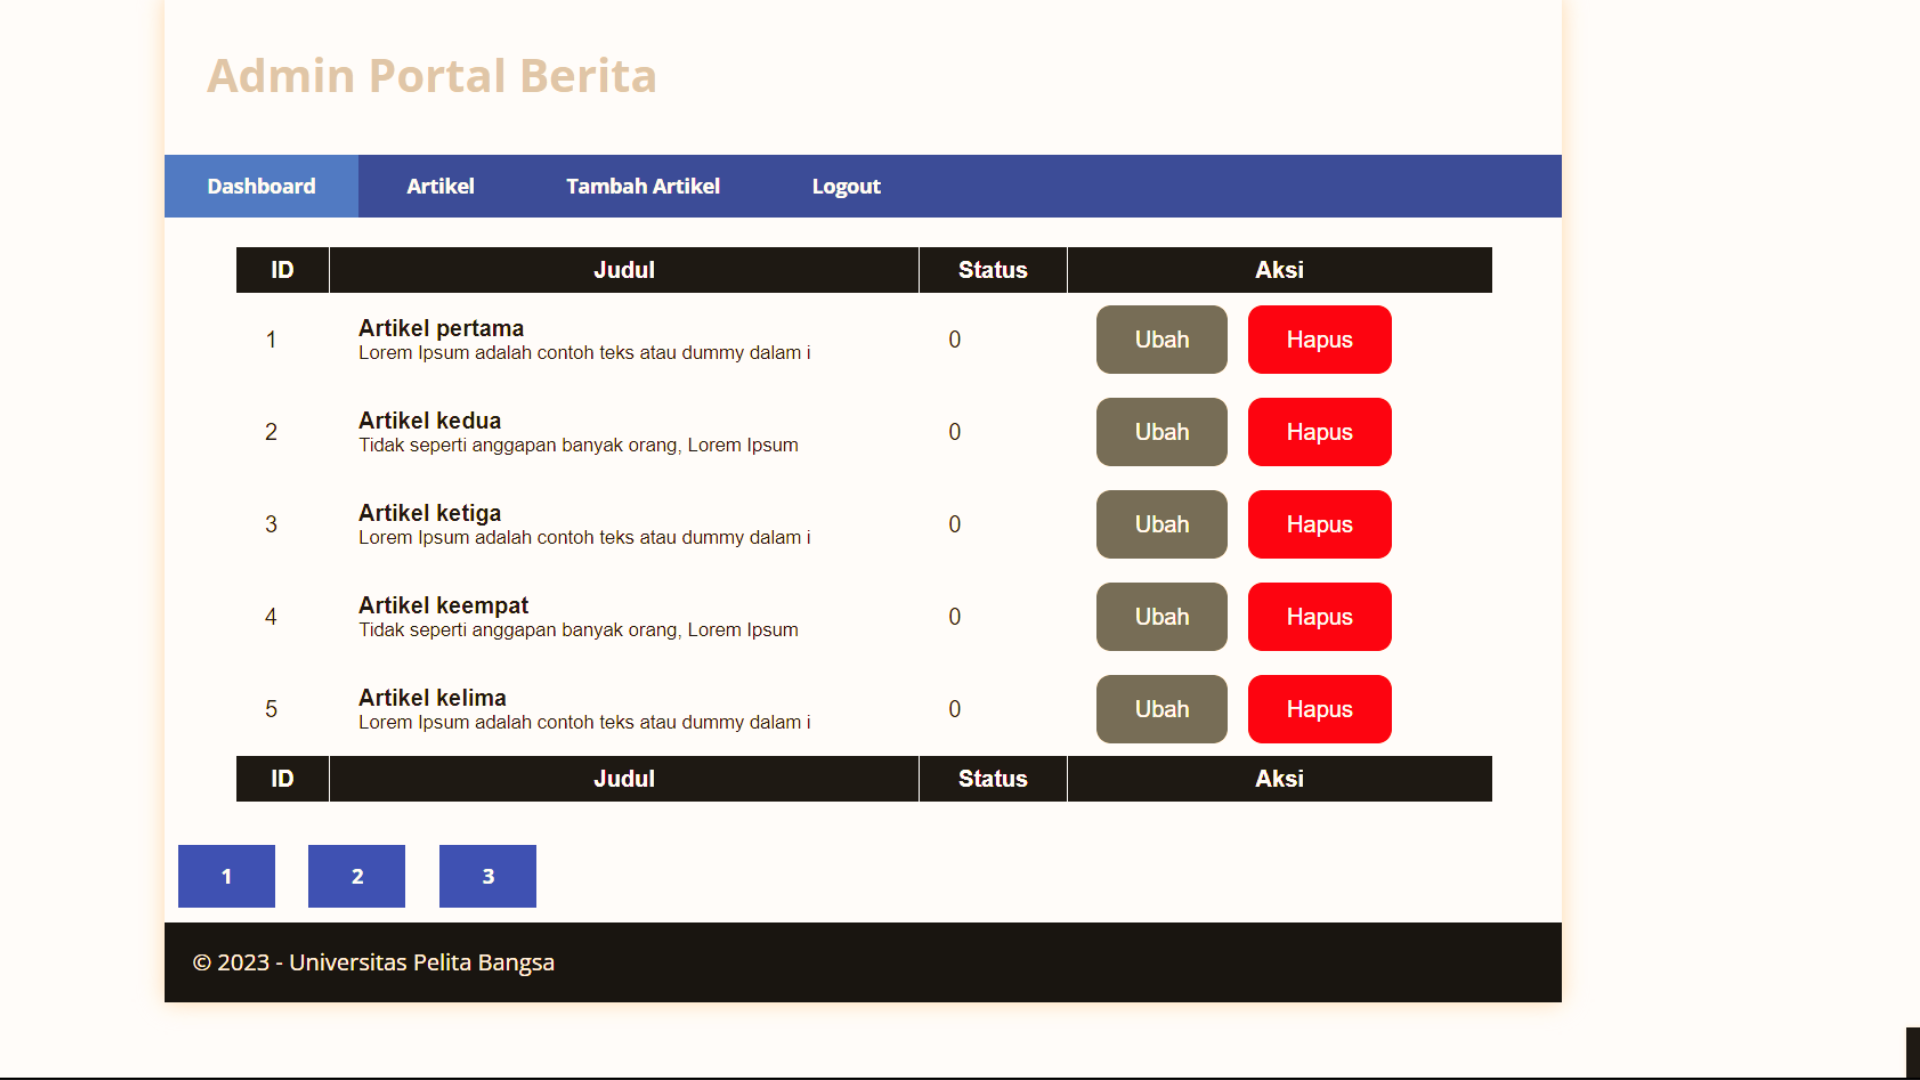 Admin Portal Berita
Dashboard Artikel Tambah Artikel Logout
ID Judul Status Aksi
1 Artikel pertama 0 Ubah Hapus
Lorem Ipsum adalah contoh teks atau dummy dalam i
2 Artikel kedua 0 Ubah Hapus
Tidak seperti anggapan banyak orang, Lorem Ipsum
3 Artikel ketiga 0 Ubah Hapus
Lorem Ipsum adalah contoh teks atau dummy dalam i
4 Artikel keempat 0 Ubah Hapus
Tidak seperti anggapan banyak orang, Lorem Ipsum
5 Artikel kelima 0 Ubah Hapus
Lorem Ipsum adalah contoh teks atau dummy dalam i
ID Judul Status Aksi
1 2 3
© 2023 - Universitas Pelita Bangsa